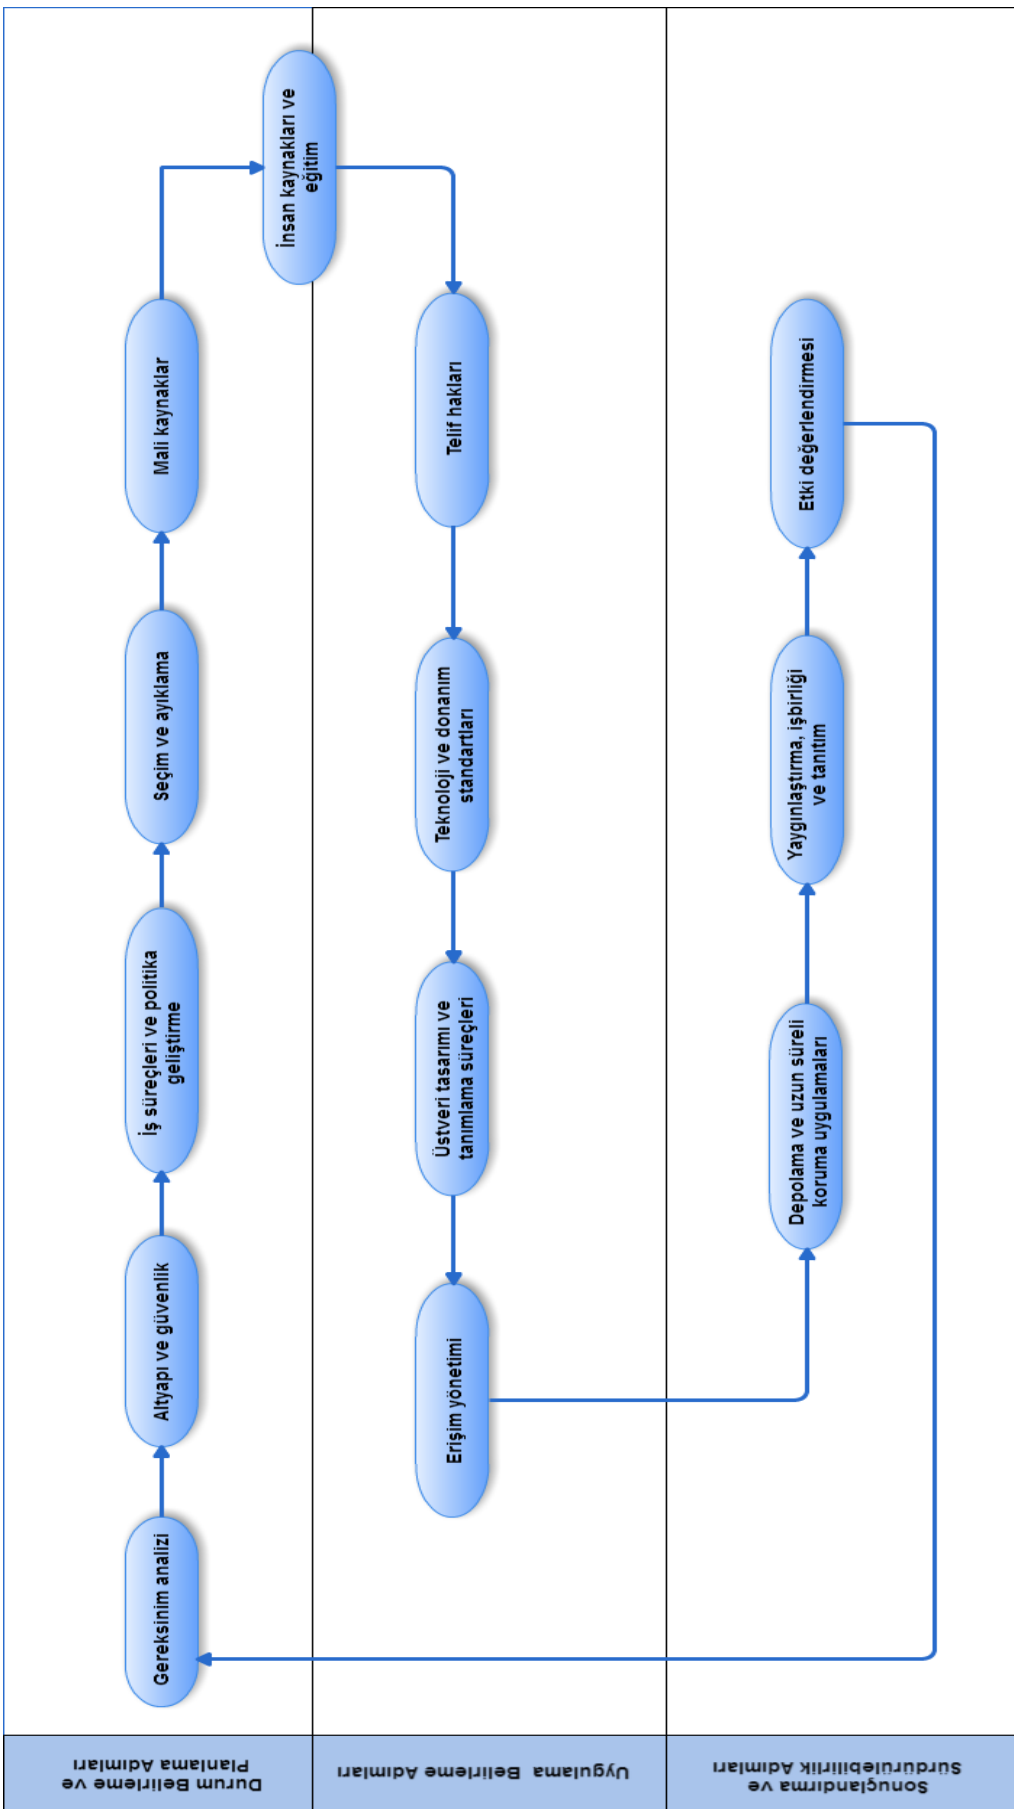 Durum Belirleme ve
Planlama Adımları
Gereksinim analizi
Altyapı ve güvenlik
İş süreçleri ve politika
geliştirme
Seçim ve ayıklama
Mali kaynaklar
İnsan kaynakları ve
eğitim
Uygulama Belirleme Adımları
Telif hakları
Teknoloji ve donanım
standartları
Üstveri tasarımı ve
tanımlama süreçleri
Erişim yönetimi
Sonuçlandırma ve
Sürdürülebilirlik Adımları
Depolama ve uzun süreli
koruma uygulamaları
Yaygınlaştırma, işbirliği
ve tanıtım
Etki değerlendirmesi